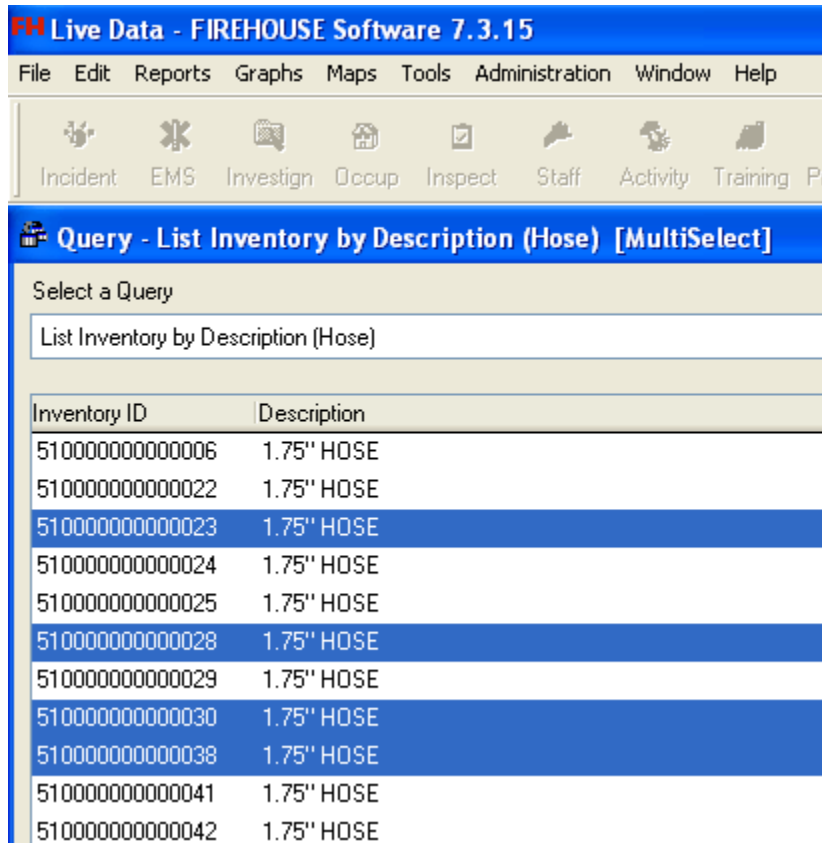 FH Live Data - FIREHOUSE Software 7.3.15
File Edit Reports Graphs Maps Tools Administration Window Help
Incident EMS Investign Occup Inspect Staff Activity Training P
Query - List Inventory by Description (Hose) [MultiSelect]
Select a Query
List Inventory by Description (Hose)
Inventory ID Description
510000000000006 1.75" HOSE
510000000000022 1.75" HOSE
510000000000023 1.75" HOSE
510000000000024 1.75" HOSE
510000000000025 1.75" HOSE
510000000000028 1.75" HOSE
510000000000029 1.75" HOSE
510000000000030 1.75" HOSE
510000000000038 1.75" HOSE
510000000000041 1.75" HOSE
510000000000042 1.75" HOSE